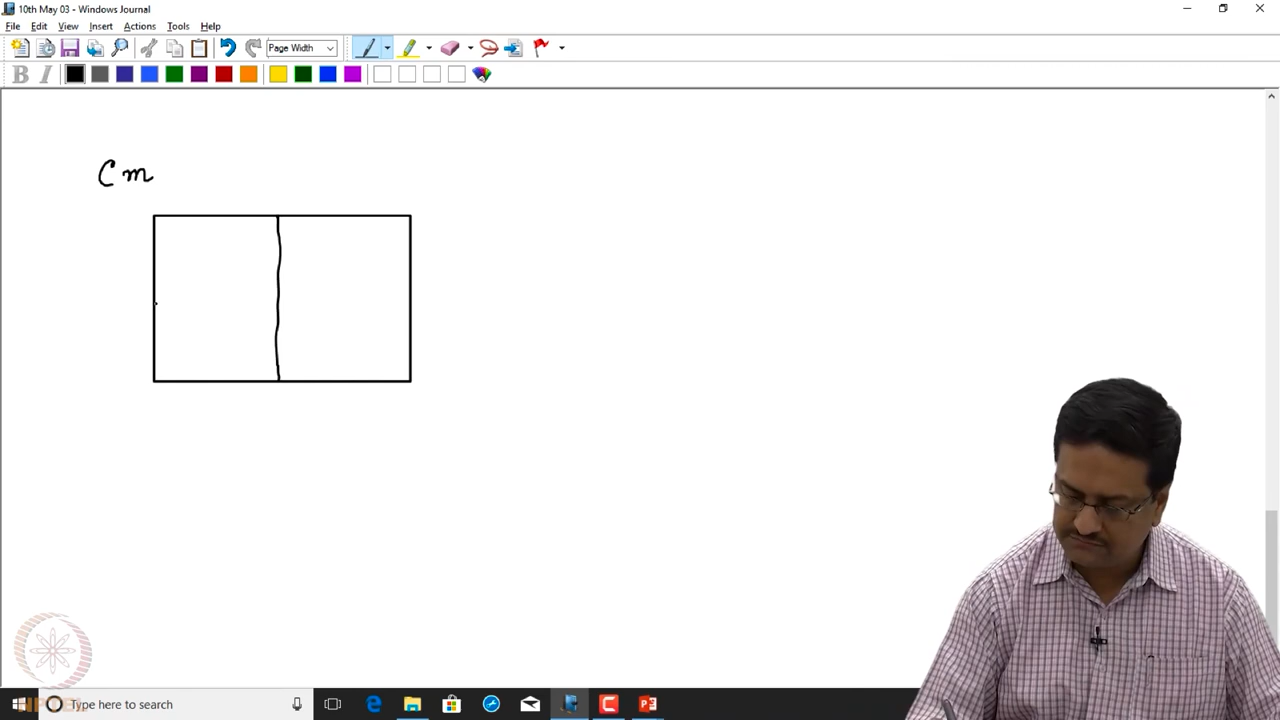 10th May 03 - Windows Journal
File Edit View Insert Actions Tools Help
Page Width
B I
Cm
Type here to search